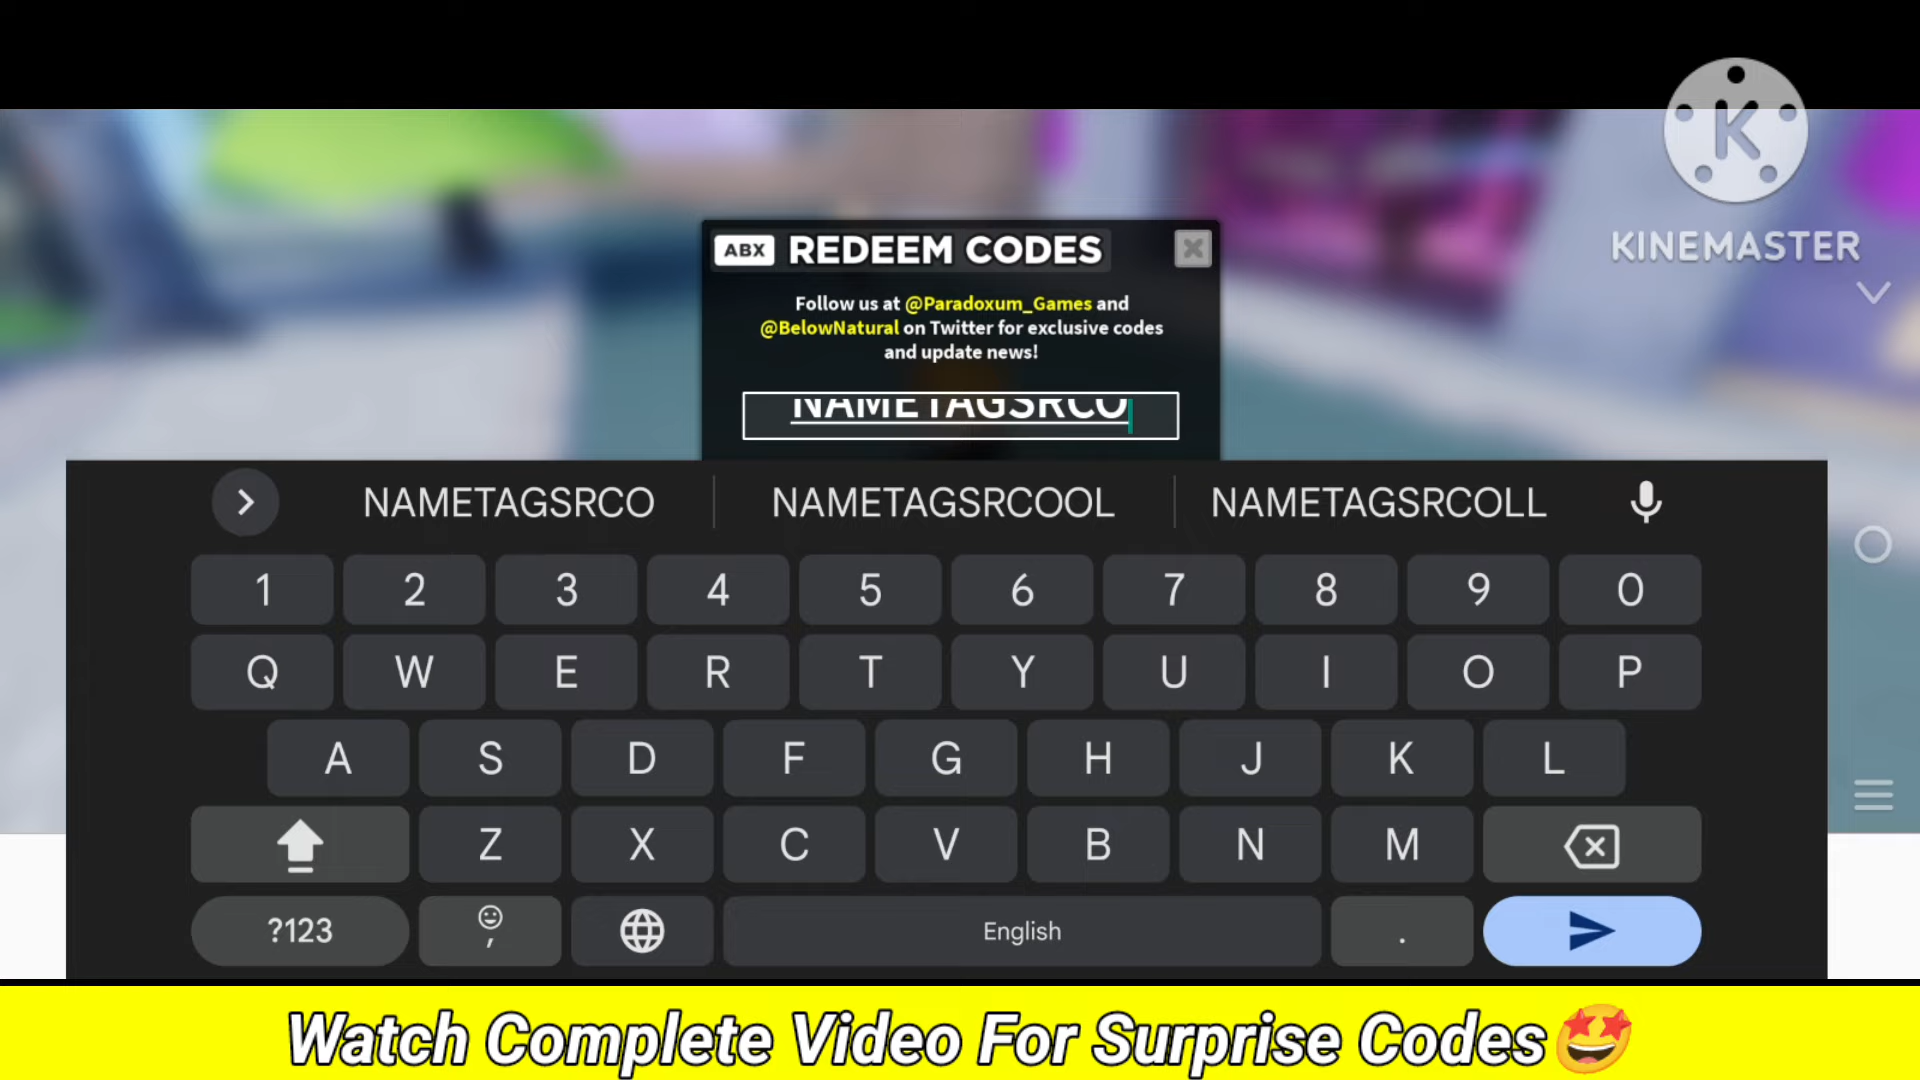 K
KINEMASTER
ABX REDEEM CODES
Follow us at @Paradoxum_Games and
@BelowNatural on Twitter for exclusive codes
and update news!
NAMETAGSRCO
NAMETAGSRCO NAMETAGSRCOOL NAMETAGSRCOLL
1 2 3 4 5 6 7 8 9 0
Q W E R T Y U I O P
A S D F G H J K L
Z X C V B N M
?123 , English .
Watch Complete Video For Surprise Codes🤩